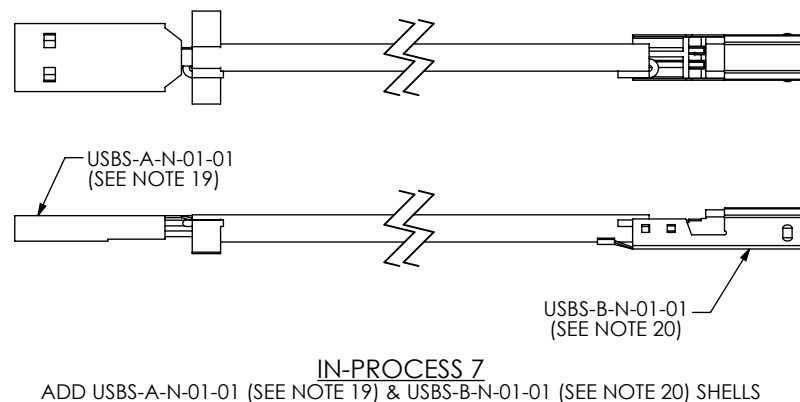 USBS-A-N-01-01
(SEE NOTE 19)
USBS-B-N-01-01
(SEE NOTE 20)
IN-PROCESS 7
ADD USBS-A-N-01-01 (SEE NOTE 19) & USBS-B-N-01-01 (SEE NOTE 20) SHELLS